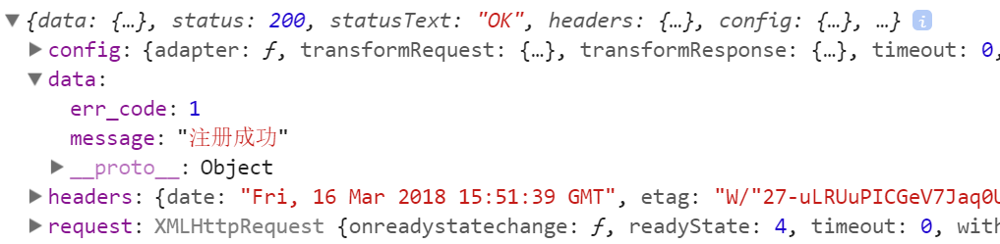 ▼{data: {…}, status: 200, statusText: "OK", headers: {…}, config: {…}, …} i
▶config: {adapter: ƒ, transformRequest: {…}, transformResponse: {…}, timeout: 0,
▼data:
err_code: 1
message: "注册成功"
▶__proto__: Object
▶headers: {date: "Fri, 16 Mar 2018 15:51:39 GMT", etag: "W/"27-uLRUuPICGeV7Jaq0U
▶request: XMLHttpRequest {onreadystatechange: ƒ, readyState: 4, timeout: 0, with